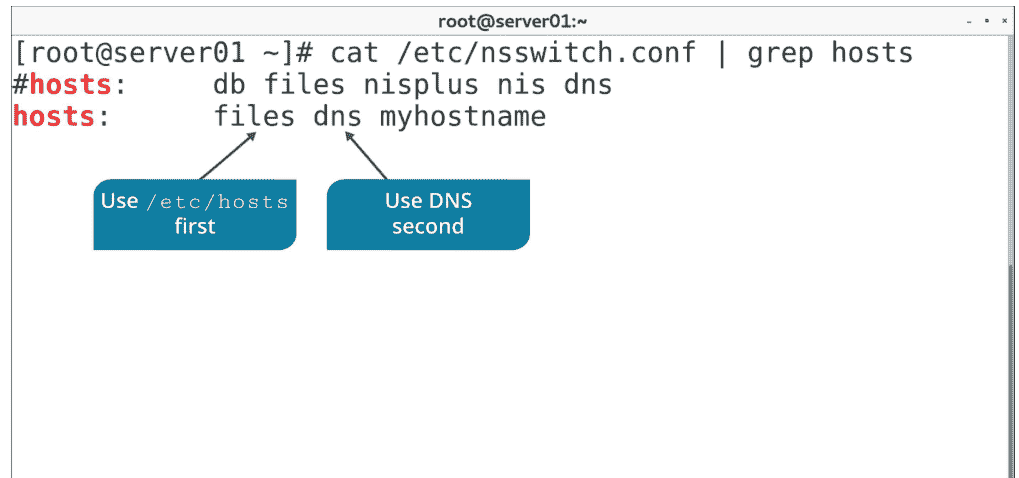 root@server01:~
[root@server01 ~]# cat /etc/nsswitch.conf | grep hosts
#hosts:      db files nisplus nis dns
hosts:      files dns myhostname
Use /etc/hosts
first
Use DNS
second